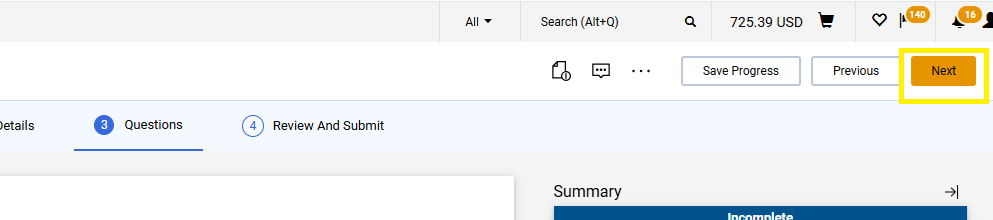 All Search (Alt+Q) 725.39 USD 140 16
Save Progress Previous Next
Details 3 Questions 4 Review And Submit
Summary
Incomplete